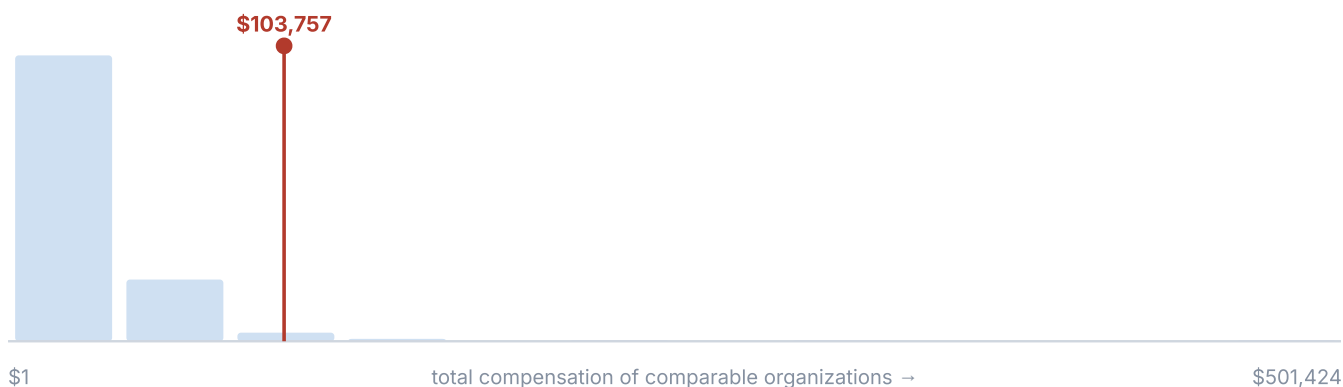 $103,757
$1
total compensation of comparable organizations →
$501,424